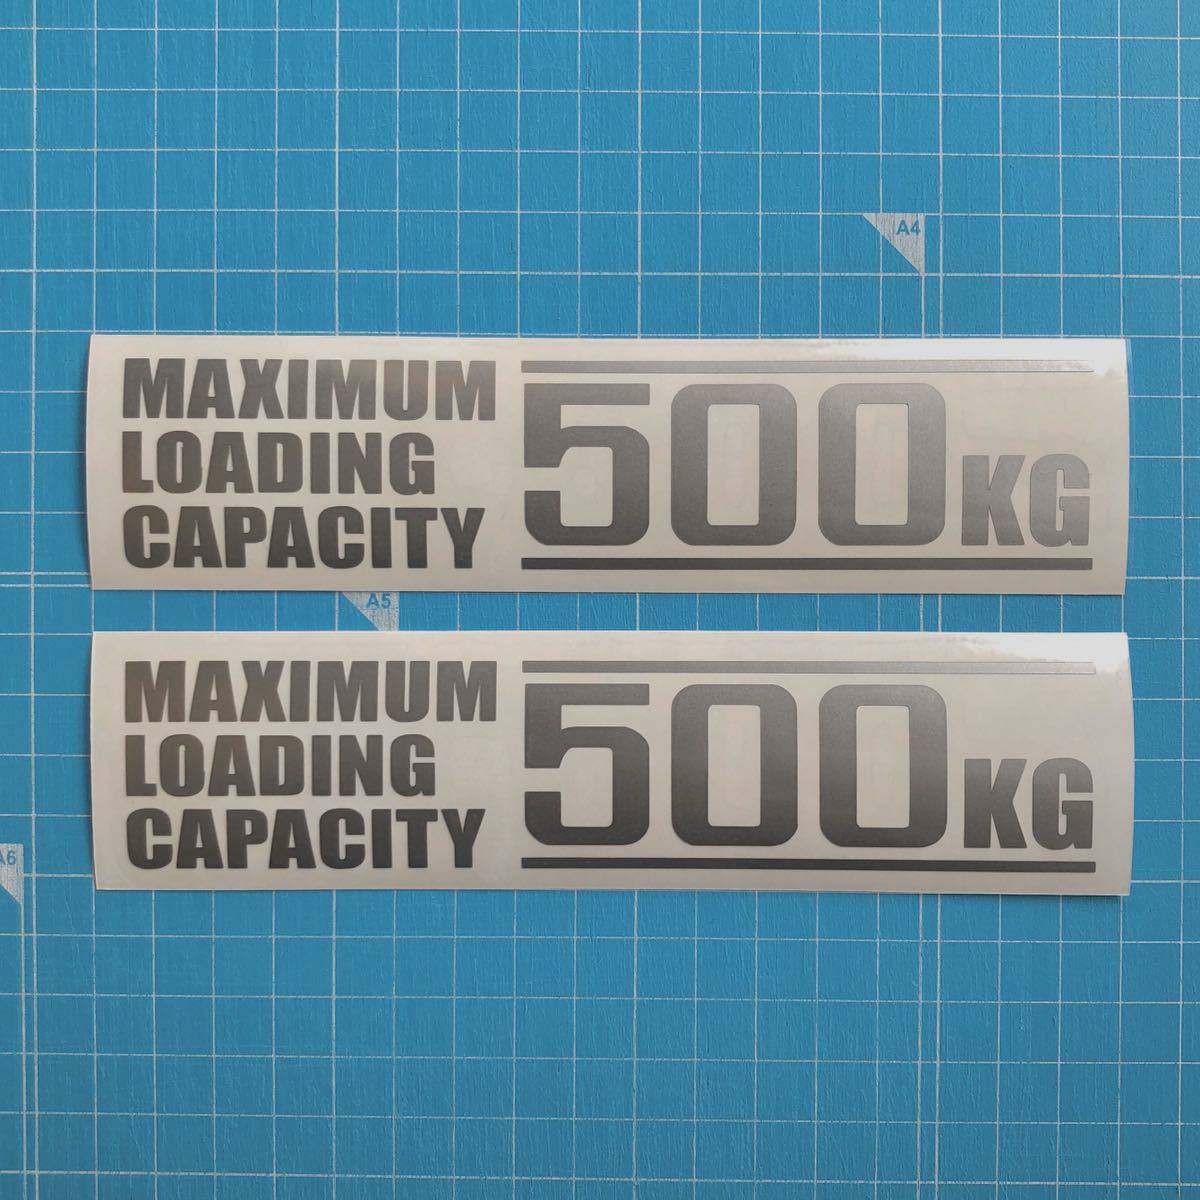 A4
MAXIMUM
LOADING
CAPACITY
500KG
A5
MAXIMUM
LOADING
CAPACITY
500KG
A6